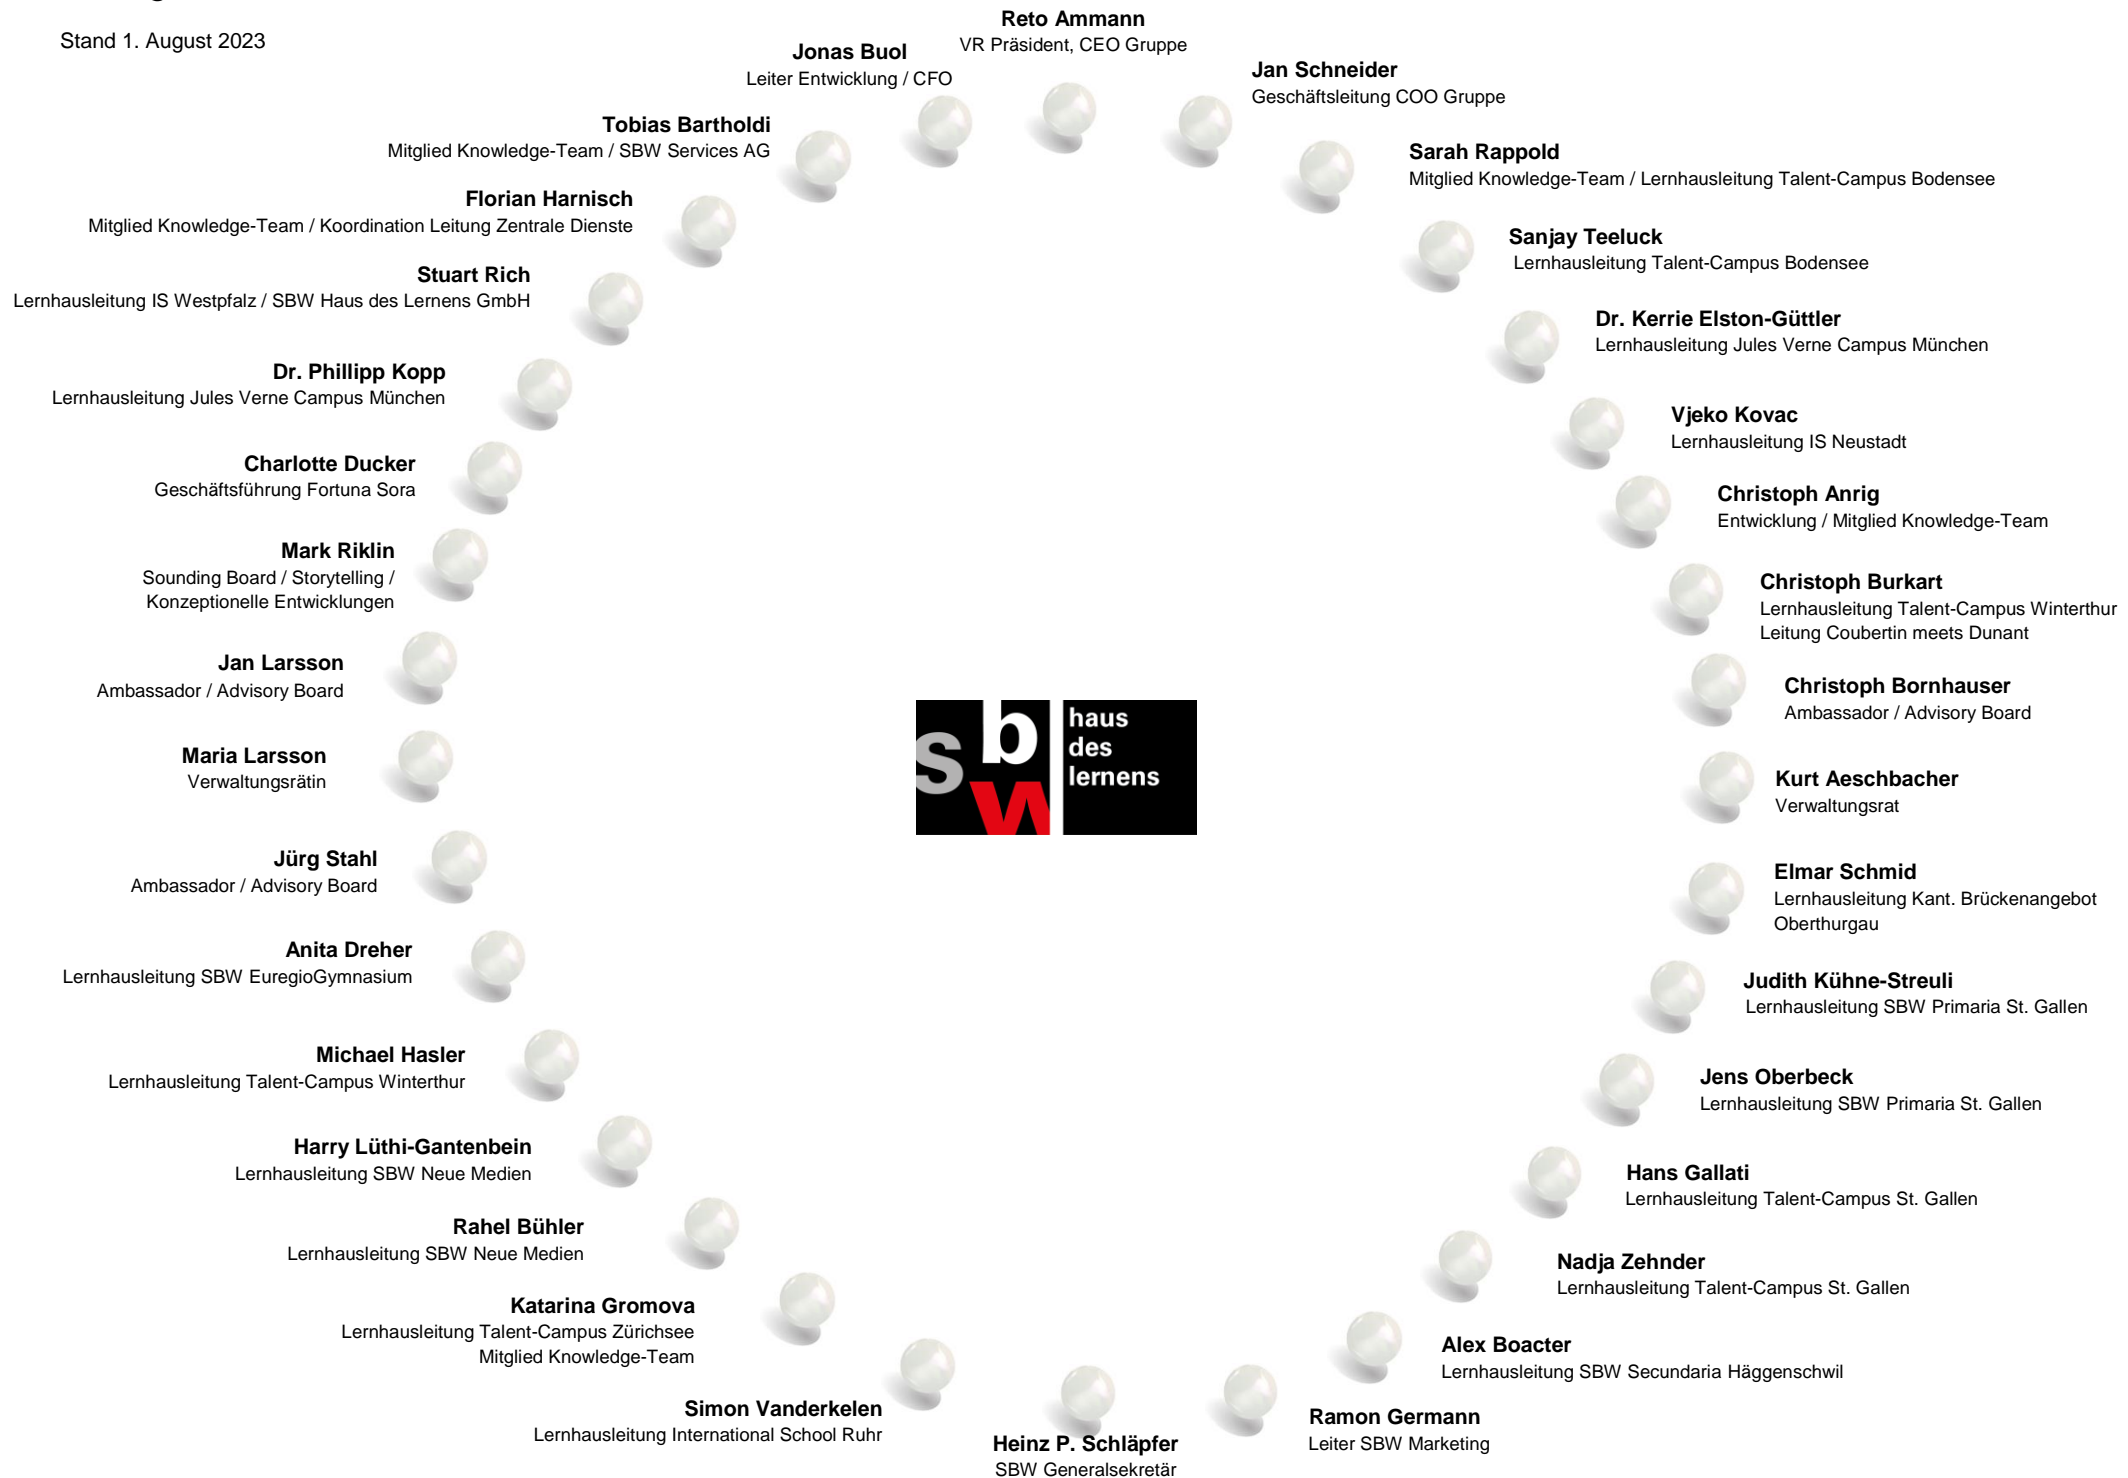 Stand 1. August 2023
Reto Ammann
VR Präsident, CEO Gruppe
Jonas Buol
Leiter Entwicklung / CFO
Jan Schneider
Geschäftsleitung COO Gruppe
Tobias Bartholdi
Mitglied Knowledge-Team / SBW Services AG
Sarah Rappold
Mitglied Knowledge-Team / Lernhausleitung Talent-Campus Bodensee
Florian Harnisch
Mitglied Knowledge-Team / Koordination Leitung Zentrale Dienste
Sanjay Teeluck
Lernhausleitung Talent-Campus Bodensee
Stuart Rich
Lernhausleitung IS Westpfalz / SBW Haus des Lernens GmbH
Dr. Kerrie Elston-Güttler
Lernhausleitung Jules Verne Campus München
Dr. Phillipp Kopp
Lernhausleitung Jules Verne Campus München
Vjeko Kovac
Lernhausleitung IS Neustadt
Charlotte Ducker
Geschäftsführung Fortuna Sora
Christoph Anrig
Entwicklung / Mitglied Knowledge-Team
Mark Riklin
Sounding Board / Storytelling /
Konzeptionelle Entwicklungen
Christoph Burkart
Lernhausleitung Talent-Campus Winterthur
Leitung Coubertin meets Dunant
Jan Larsson
Ambassador / Advisory Board
Christoph Bornhauser
Ambassador / Advisory Board
sbw
haus
des
lernens
Maria Larsson
Verwaltungsrätin
Kurt Aeschbacher
Verwaltungsrat
Jürg Stahl
Ambassador / Advisory Board
Elmar Schmid
Lernhausleitung Kant. Brückenangebot
Oberthurgau
Anita Dreher
Lernhausleitung SBW EuregioGymnasium
Judith Kühne-Streuli
Lernhausleitung SBW Primaria St. Gallen
Michael Hasler
Lernhausleitung Talent-Campus Winterthur
Jens Oberbeck
Lernhausleitung SBW Primaria St. Gallen
Harry Lüthi-Gantenbein
Lernhausleitung SBW Neue Medien
Hans Gallati
Lernhausleitung Talent-Campus St. Gallen
Rahel Bühler
Lernhausleitung SBW Neue Medien
Nadja Zehnder
Lernhausleitung Talent-Campus St. Gallen
Katarina Gromova
Lernhausleitung Talent-Campus Zürichsee
Mitglied Knowledge-Team
Alex Boacter
Lernhausleitung SBW Secundaria Häggenschwil
Simon Vanderkelen
Lernhausleitung International School Ruhr
Ramon Germann
Leiter SBW Marketing
Heinz P. Schläpfer
SBW Generalsekretär